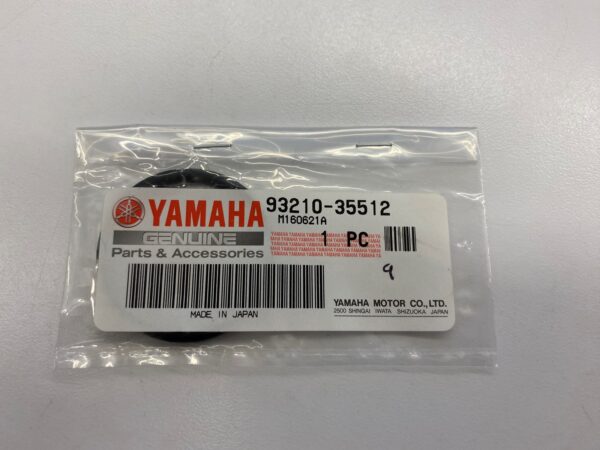 YAMAHA 93210-35512
M160621A
GENUINE
Parts & Accessories
1 PC
9
MADE IN JAPAN
YAMAHA MOTOR CO., LTD.
2500 SHINGAI IWATA SHIZUOKA JAPAN